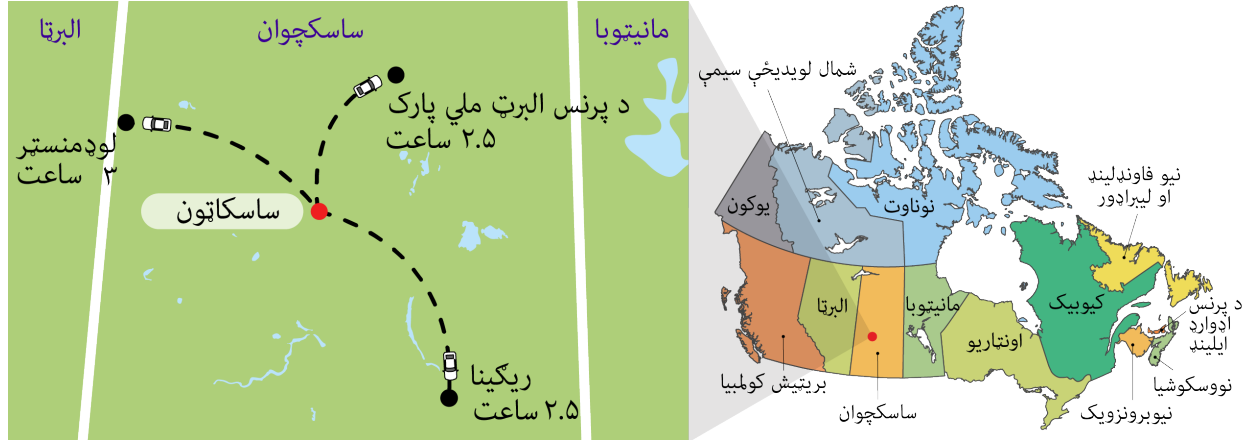 مانیټوبا
ساسکچوان
البرټا
د پرنس البرټ ملي پارک
۲.۵ ساعت
لوډمنسټر
۳ ساعت
ساسکاټون
ریګینا
۲.۵ ساعت
شمال لویدیځې سیمې
نیو فاونډلینډ
او لیبراډور
یوکون
نوناوت
د پرنس
اډوارډ
ایلینډ
کیوبیک
مانیټوبا
البرټا
اونټاریو
بریټیش کولمبیا
ساسکچوان
نیوبرونزویک
نووسکوشیا